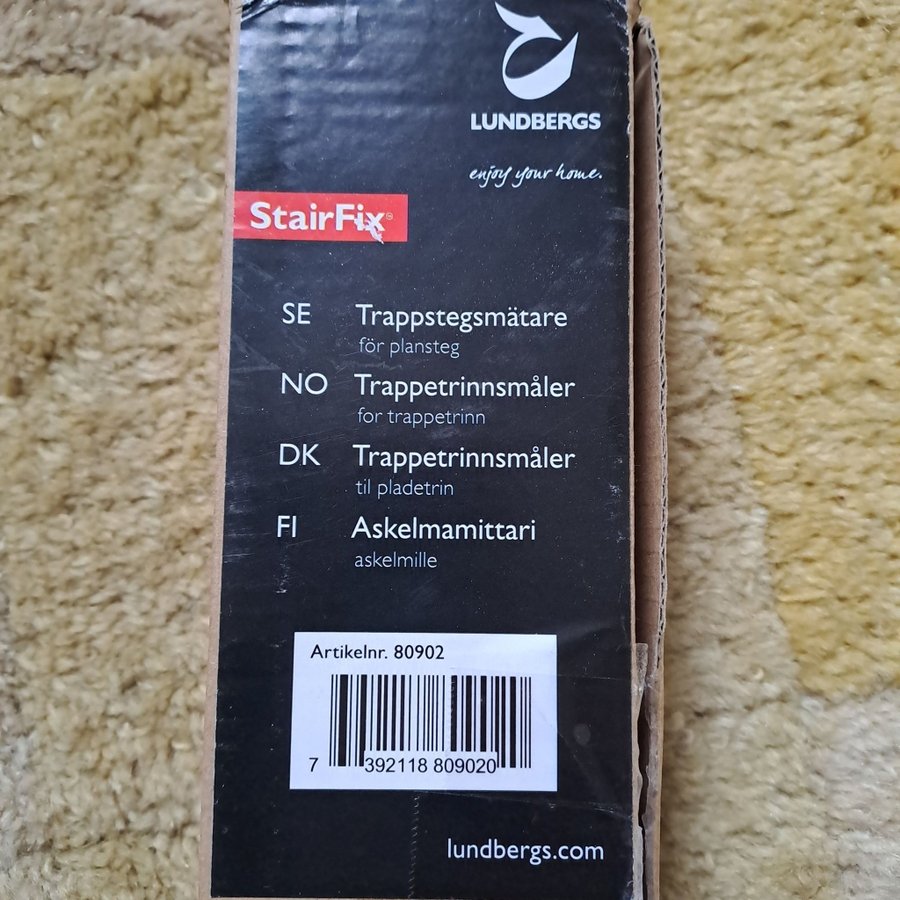 LUNDBERGS
enjoy your home.
StairFix™
SE Trappstegsmätare
för plansteg
NO Trappetrinnsmåler
for trappetrinn
DK Trappetrinnsmåler
til pladetrin
FI Askelmamittari
askelmille
Artikelnr. 80902
7 392118 809020
lundbergs.com